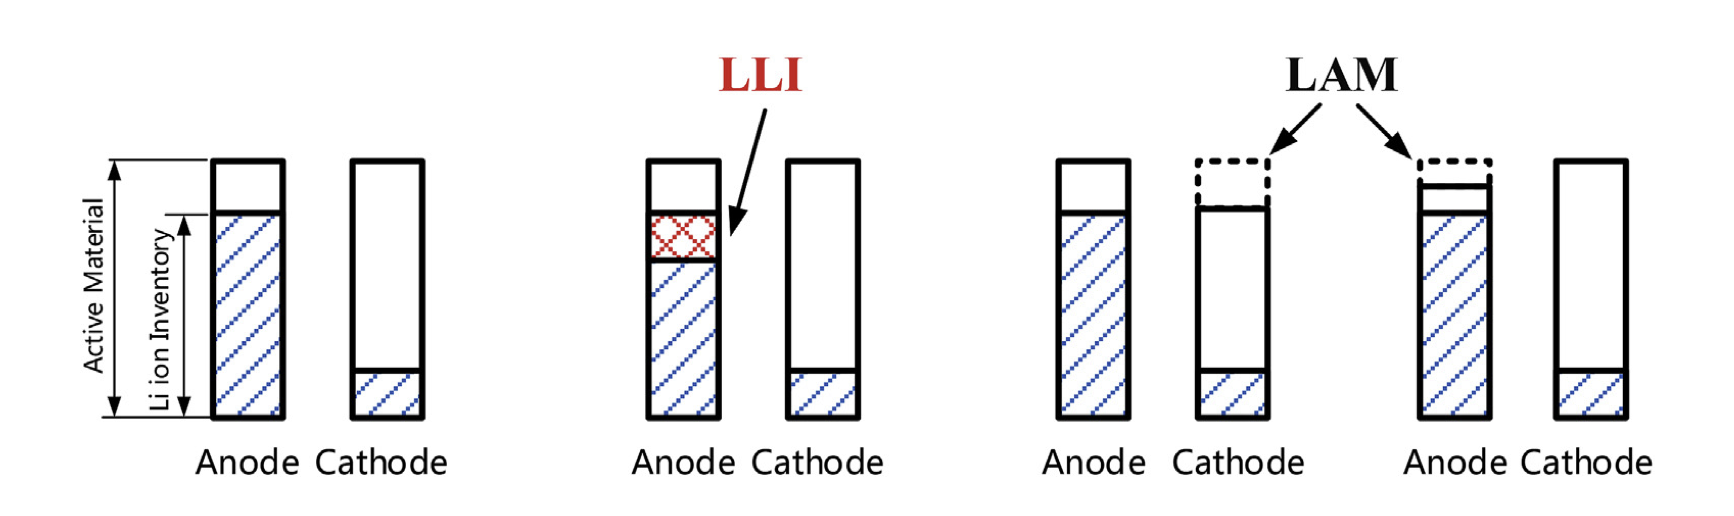 LLI
LAM
Active Material
Li ion Inventory
Anode Cathode
Anode Cathode
Anode Cathode
Anode Cathode